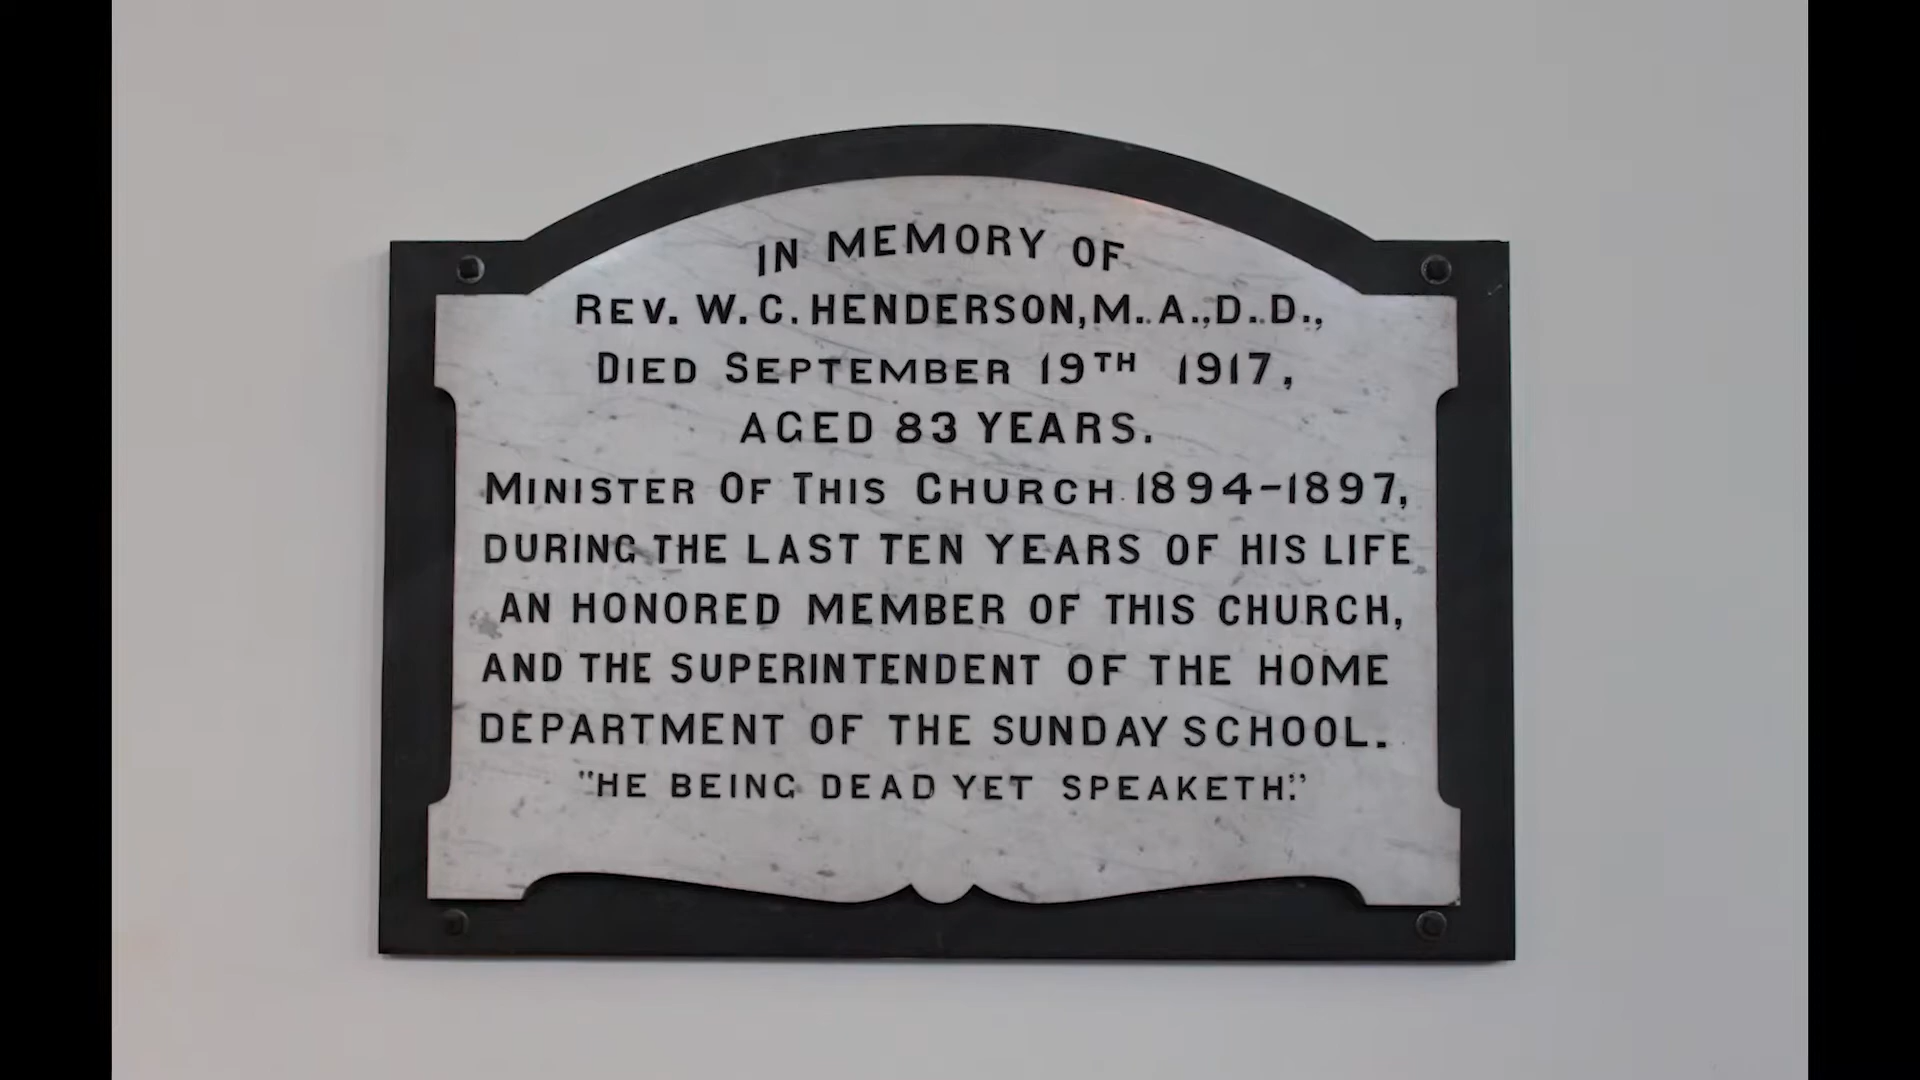 IN MEMORY OF
REV. W. C. HENDERSON, M. A., D. D.,
DIED SEPTEMBER 19TH 1917,
AGED 83 YEARS.
MINISTER OF THIS CHURCH 1894-1897,
DURING THE LAST TEN YEARS OF HIS LIFE
AN HONORED MEMBER OF THIS CHURCH,
AND THE SUPERINTENDENT OF THE HOME
DEPARTMENT OF THE SUNDAY SCHOOL.
"HE BEING DEAD YET SPEAKETH."